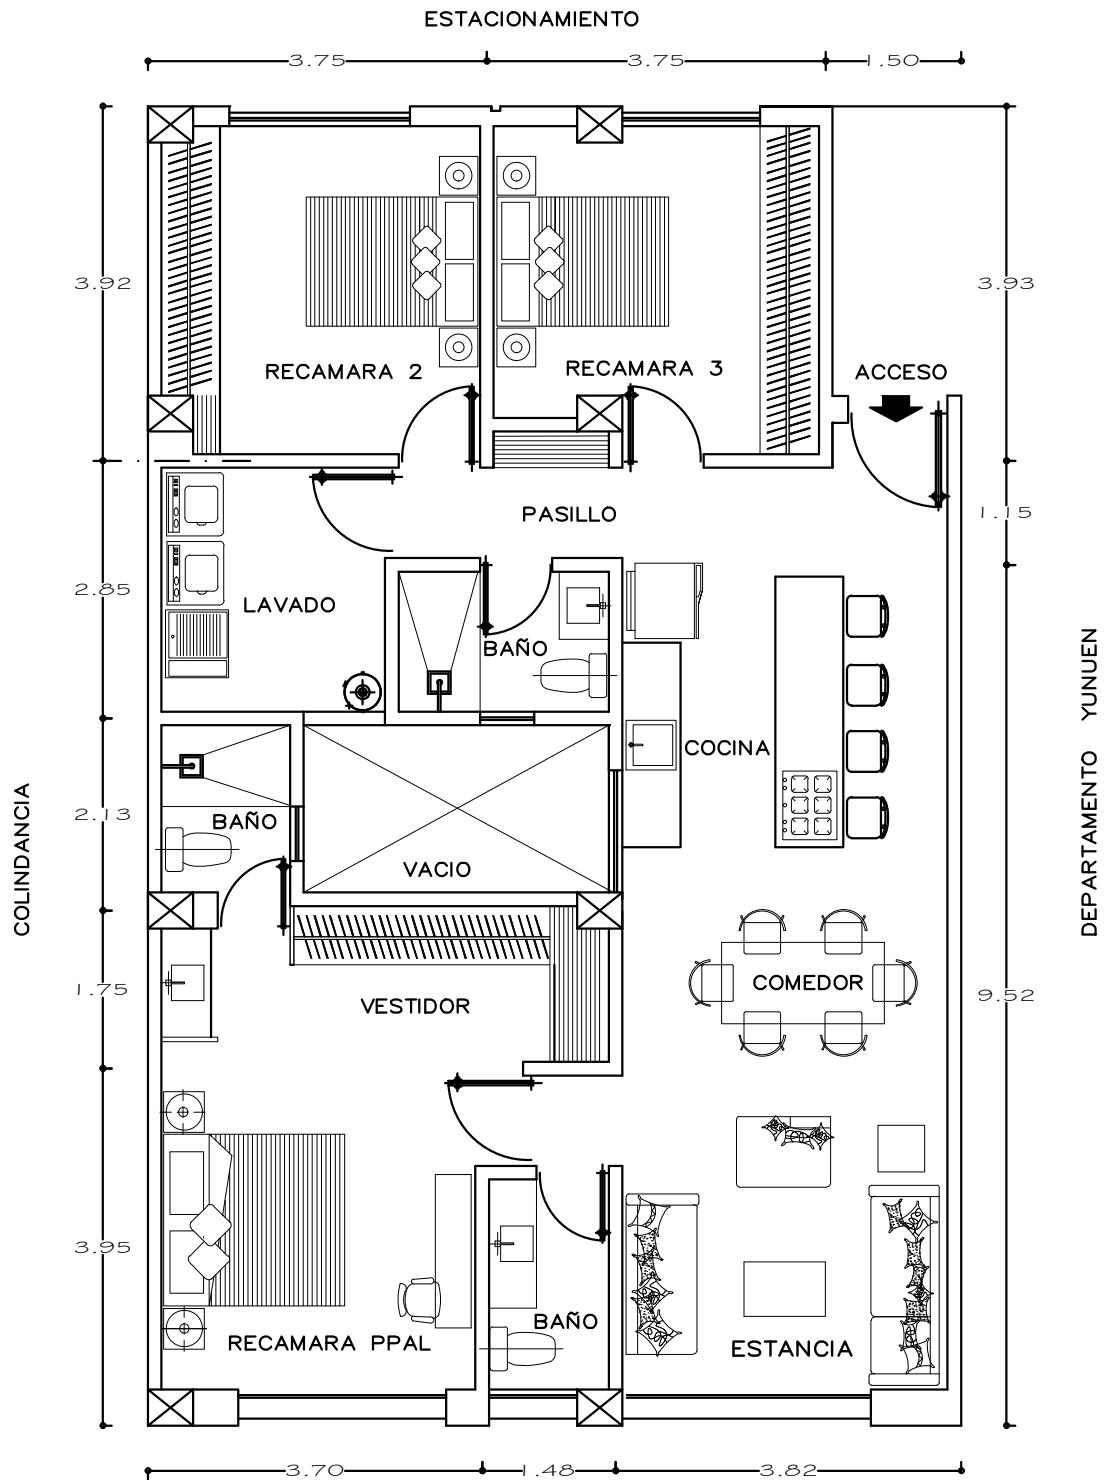 ESTACIONAMIENTO
3.75
3.75
1.50
3.92
3.93
RECAMARA 2
RECAMARA 3
ACCESO
PASILLO
1.15
2.85
LAVADO
BAÑO
COCINA
DEPARTAMENTO YUNUEN
COLINDANCIA
2.13
BAÑO
VACIO
COMEDOR
1.75
9.52
VESTIDOR
3.95
BAÑO
RECAMARA PPAL
ESTANCIA
3.70
1.48
3.82